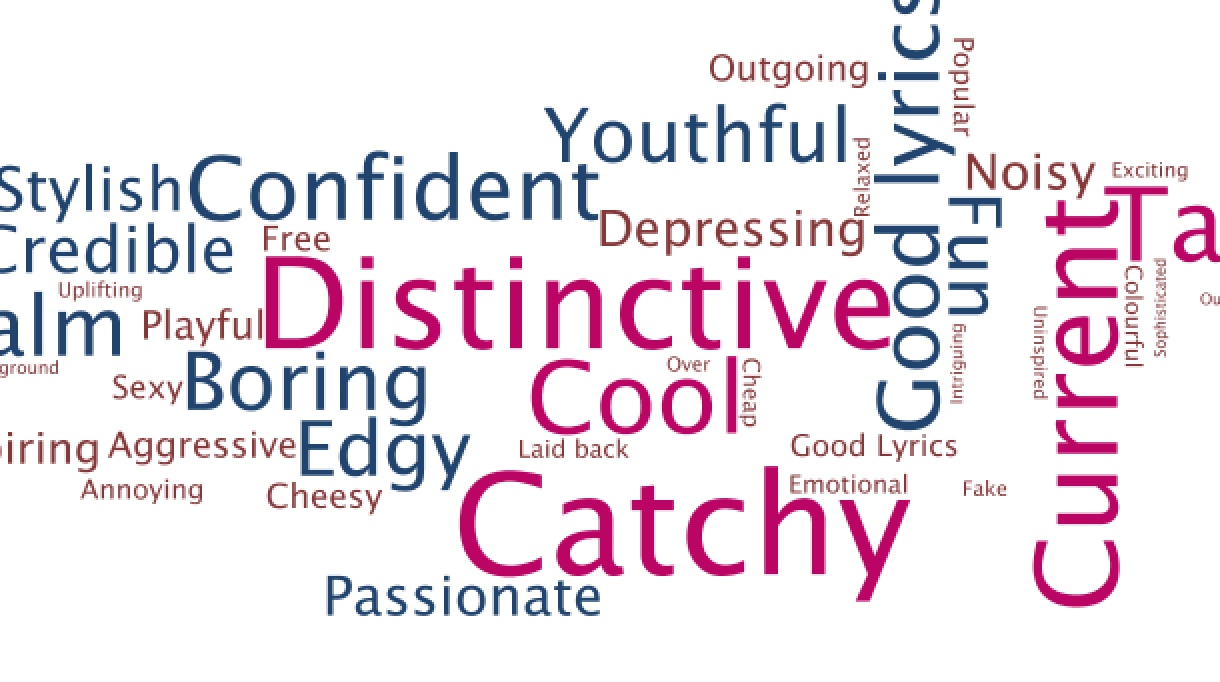 Outgoing
Popular
Youthful
Good lyrics
Relaxed
Stylish
Confident
Noisy
Exciting
Depressing
Fun
Current
Ta
Credible
Free
Distinctive
Uplifting
Colourful
Sophisticated
Ou
alm
Playful
Intriguing
Uninspired
ground
Sexy
Boring
Over
Cool
Cheap
iring
Aggressive
Edgy
Laid back
Good Lyrics
Annoying
Cheesy
Catchy
Emotional
Fake
Passionate